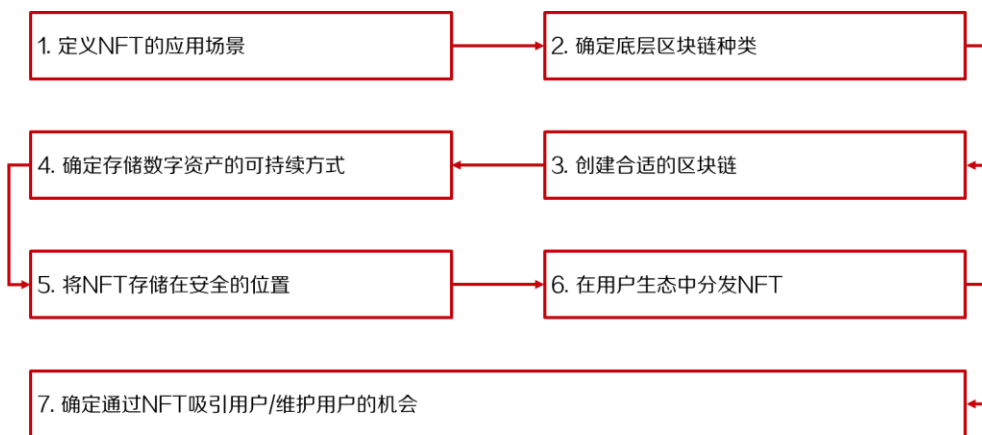 1. 定义NFT的应用场景
2. 确定底层区块链种类
3. 创建合适的区块链
4. 确定存储数字资产的可持续方式
5. 将NFT存储在安全的位置
6. 在用户生态中分发NFT
7. 确定通过NFT吸引用户/维护用户的机会